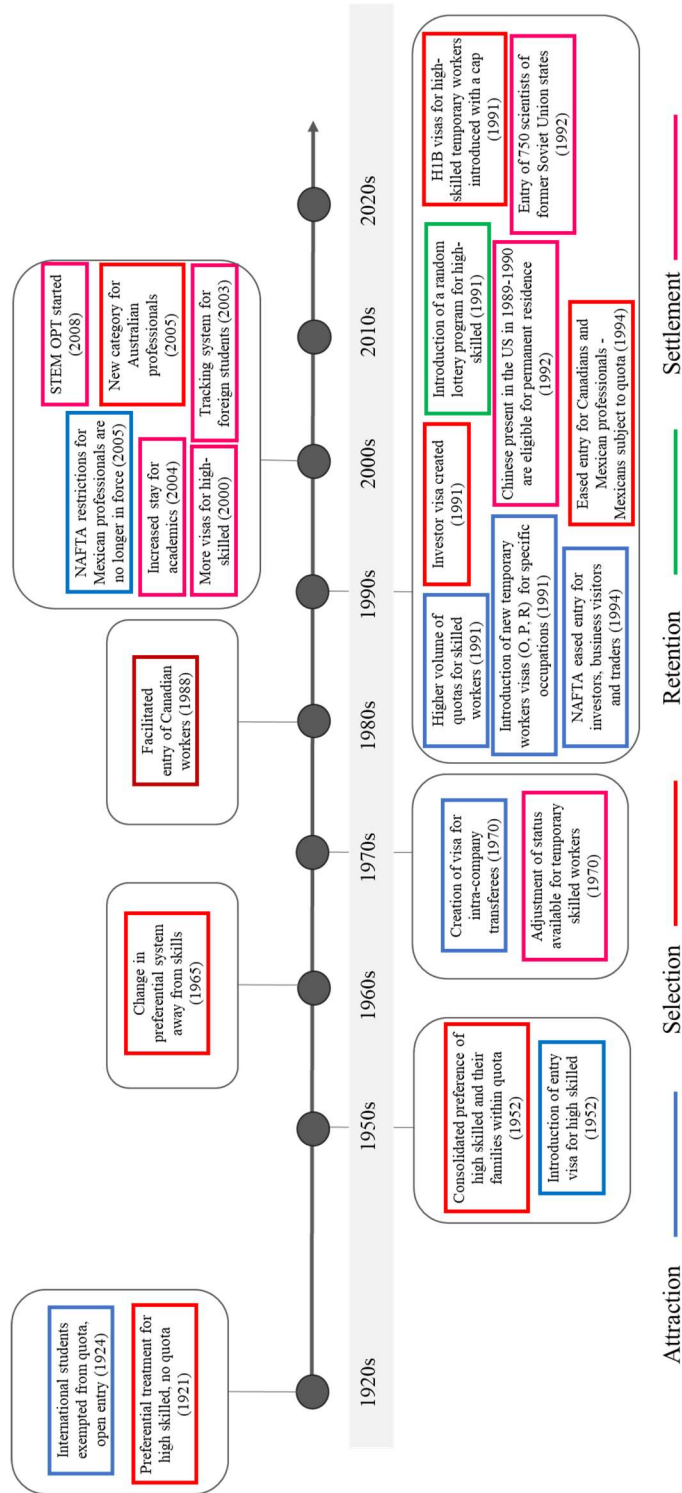 International students
exempted from quota,
open entry (1924)
Preferential treatment for
high skilled, no quota
(1921)
Change in
preferential system
away from skills
(1965)
Facilitated
entry of Canadian
workers (1988)
NAFTA restrictions for
Mexican professionals are
no longer in force (2005)
STEM OPT started
(2008)
Increased stay for
academics (2004)
New category for
Australian
professionals
(2005)
More visas for high-
skilled (2000)
Tracking system for
foreign students (2003)
1920s
1950s
1960s
1970s
1980s
1990s
2000s
2010s
2020s
Consolidated preference of
high skilled and their
families within quota
(1952)
Introduction of entry
visa for high skilled
(1952)
Creation of visa for
intra-company
transferees (1970)
Adjustment of status
available for temporary
skilled workers
(1970)
Higher volume of
quotas for skilled
workers (1991)
Investor visa created
(1991)
Introduction of a random
lottery program for high-
skilled (1991)
H1B visas for high-
skilled temporary workers
introduced with a cap
(1991)
Introduction of new temporary
workers visas (O, P, R) for specific
occupations (1991)
Chinese present in the US in 1989-1990
are eligible for permanent residence
(1992)
Entry of 750 scientists of
former Soviet Union states
(1992)
NAFTA eased entry for
investors, business visitors
and traders (1994)
Eased entry for Canadians and
Mexican professionals -
Mexicans subject to quota (1994)
Attraction
Selection
Retention
Settlement